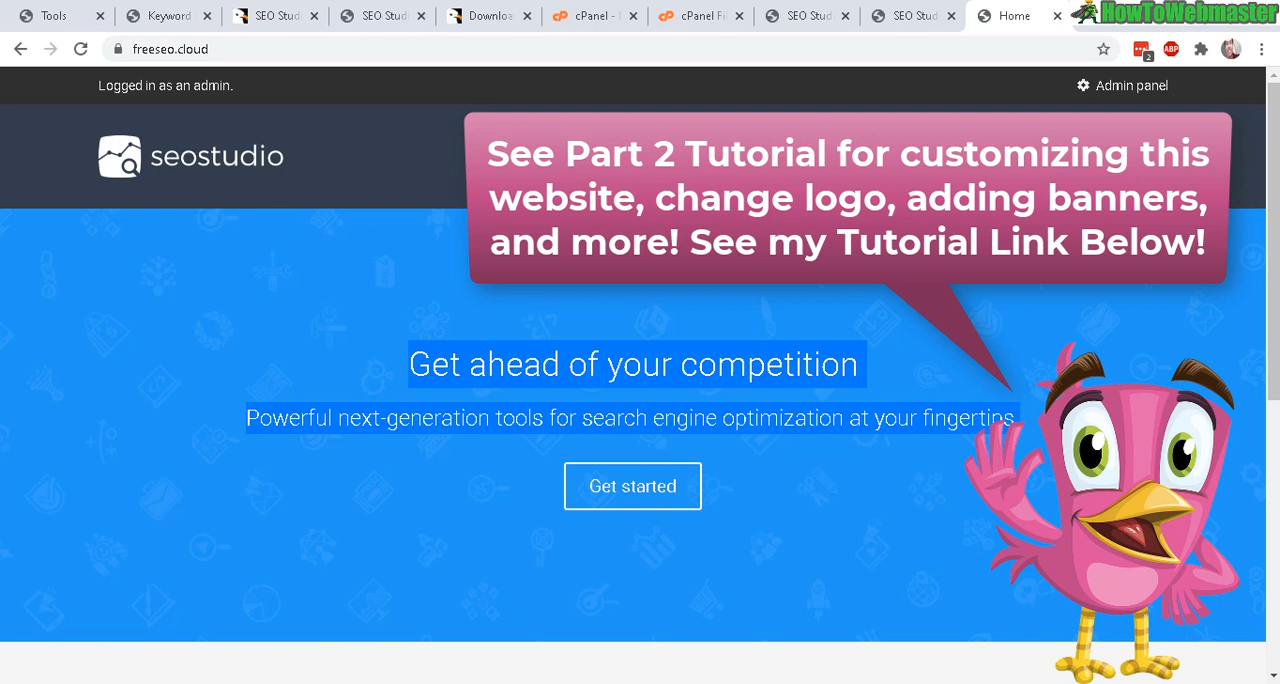 Tools
Keyword
SEO Stud
SEO Stud
Downloa
cPanel -
cPanel Fi
SEO Stud
SEO Stud
Home
HowToWebmaster
freeseo.cloud
2
ABP
Logged in as an admin.
Admin panel
seostudio
See Part 2 Tutorial for customizing this
website, change logo, adding banners,
and more! See my Tutorial Link Below!
Get ahead of your competition
Powerful next-generation tools for search engine optimization at your fingertips
Get started